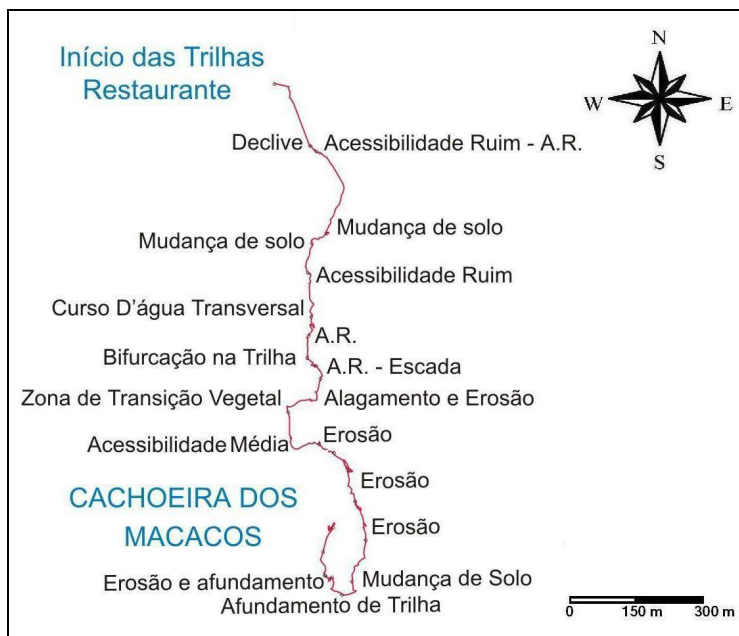 Início das Trilhas
Restaurante
N
W
E
S
Declive
Acessibilidade Ruim - A.R.
Mudança de solo
Mudança de solo
Acessibilidade Ruim
Curso D'água Transversal
A.R.
Bifurcação na Trilha
A.R. - Escada
Zona de Transição Vegetal
Alagamento e Erosão
Acessibilidade Média
Erosão
Erosão
CACHOEIRA DOS
MACACOS
Erosão
Erosão e afundamento
Mudança de Solo
Afundamento de Trilha
0 150 m 300 m